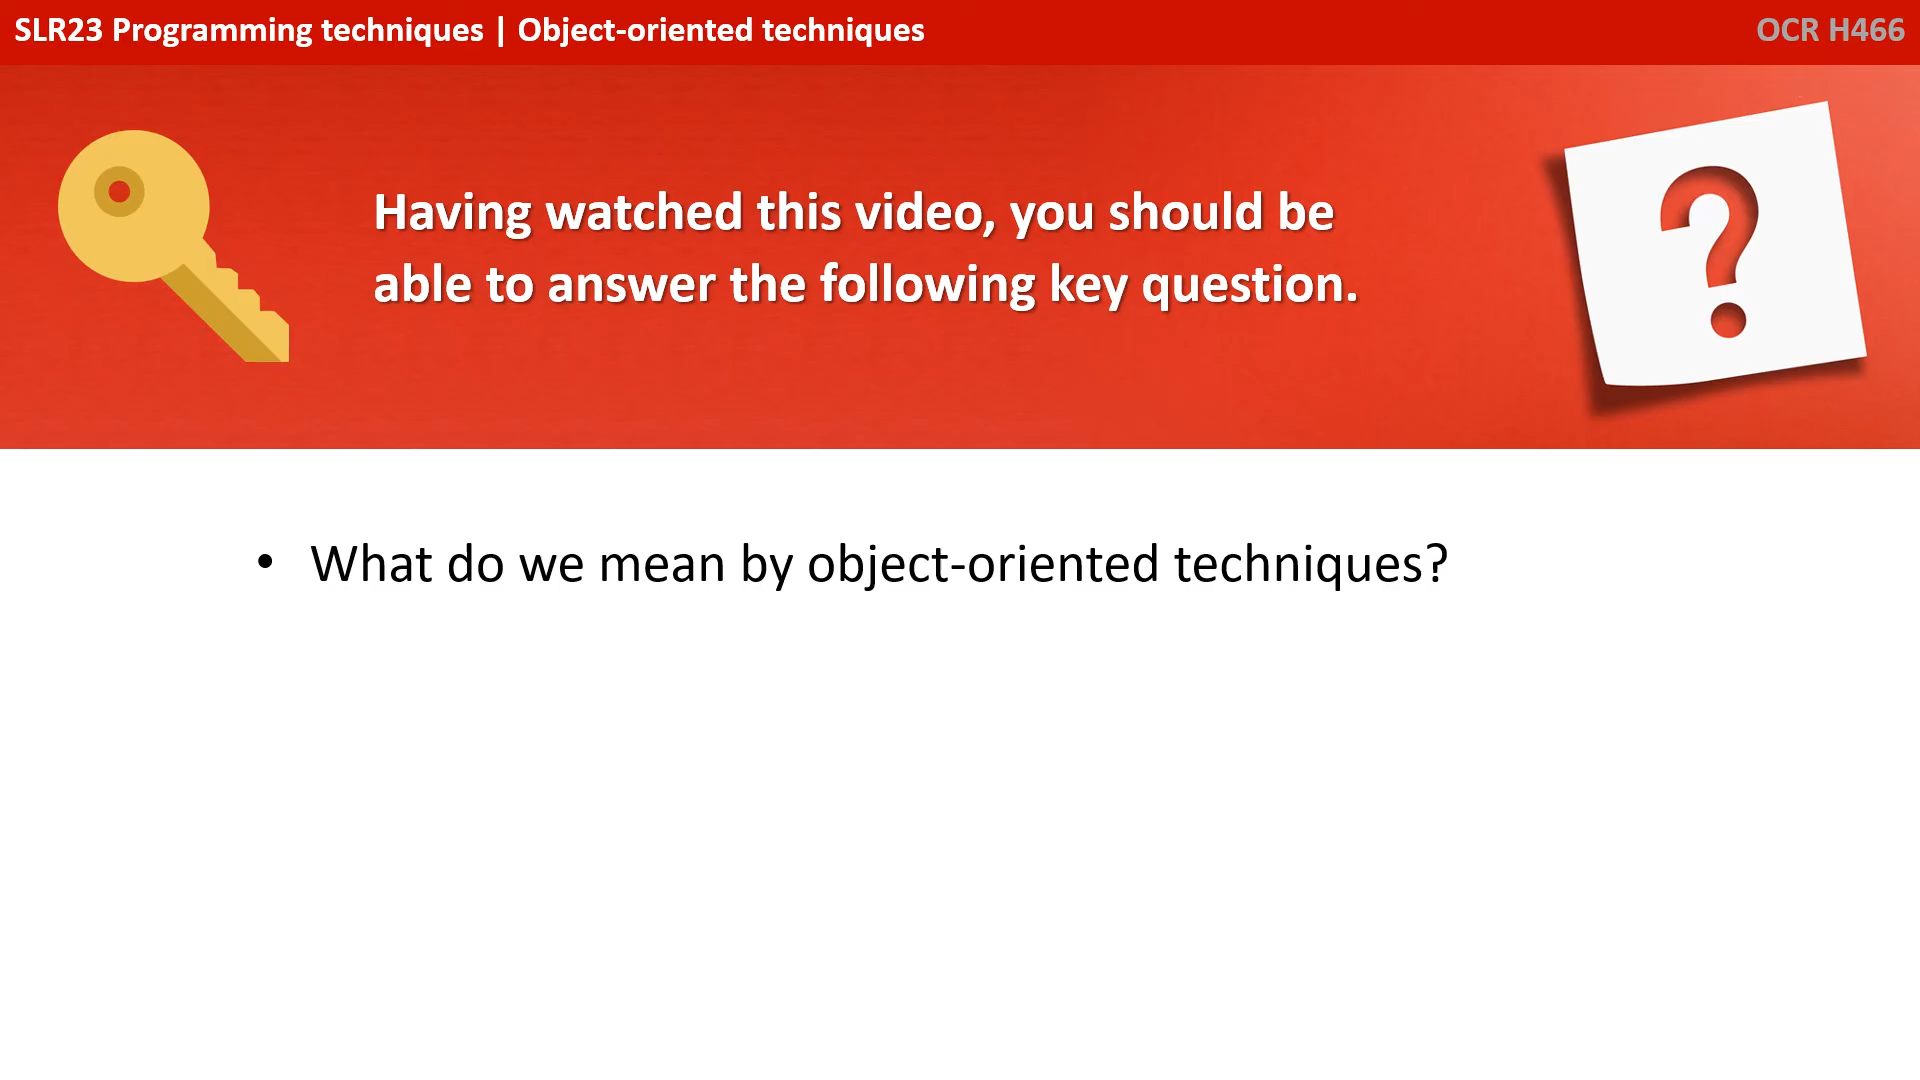 SLR23 Programming techniques | Object-oriented techniques
OCR H466
Having watched this video, you should be
able to answer the following key question.
?
• What do we mean by object-oriented techniques?